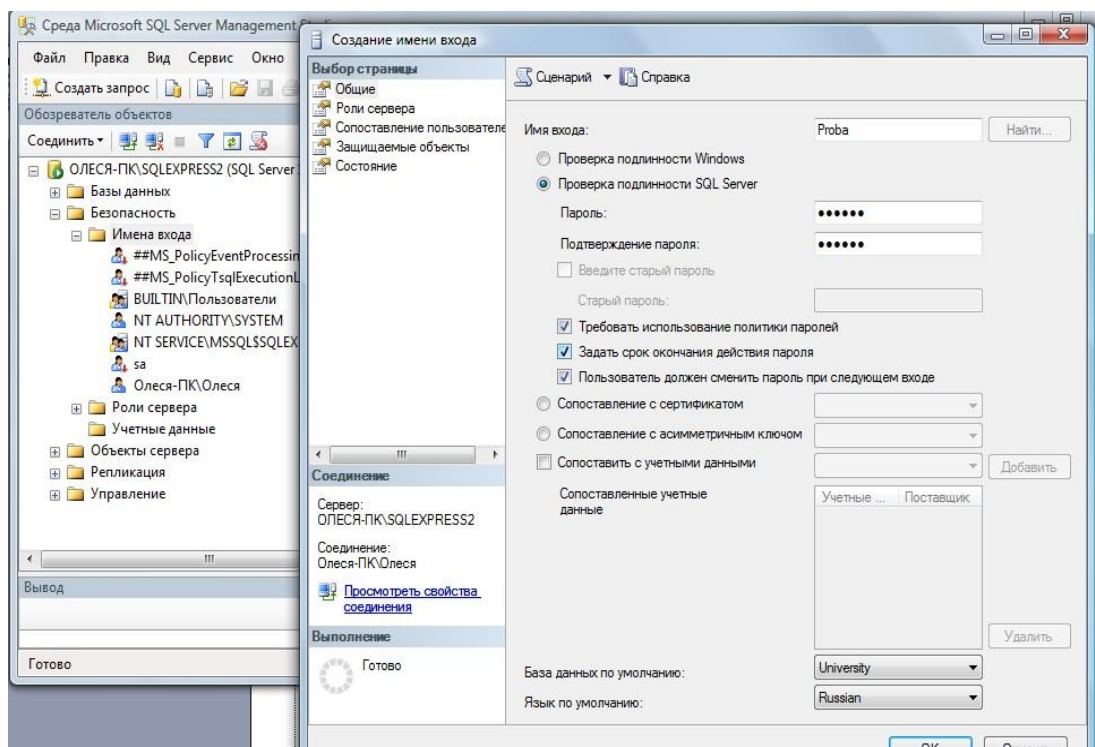 Среда Microsoft SQL Server Management
Файл Правка Вид Сервис Окно
Создать запрос
Обозреватель объектов
Соединить
ОЛЕСЯ-ПК\SQLEXPRESS2 (SQL Server
Базы данных
Безопасность
Имена входа
##MS_PolicyEventProcessin
##MS_PolicyTsqlExecutionL
BUILTIN\Пользователи
NT AUTHORITY\SYSTEM
NT SERVICE\MSSQL$SQLEX
sa
Олеся-ПК\Олеся
Роли сервера
Учетные данные
Объекты сервера
Репликация
Управление
Вывод
Готово
Создание имени входа
Выбор страницы
Общие
Роли сервера
Сопоставление пользователе
Защищаемые объекты
Состояние
Соединение
Сервер:
ОЛЕСЯ-ПК\SQLEXPRESS2
Соединение:
Олеся-ПК\Олеся
Просмотреть свойства
соединения
Выполнение
Готово
Сценарий Справка
Имя входа: Proba Найти...
Проверка подлинности Windows
Проверка подлинности SQL Server
Пароль: ••••••
Подтверждение пароля: ••••••
Введите старый пароль
Старый пароль:
Требовать использование политики паролей
Задать срок окончания действия пароля
Пользователь должен сменить пароль при следующем входе
Сопоставление с сертификатом
Сопоставление с асимметричным ключом
Сопоставить с учетными данными Добавить
Сопоставленные учетные
данные
Учетные ... Поставщик
Удалить
База данных по умолчанию: University
Язык по умолчанию: Russian